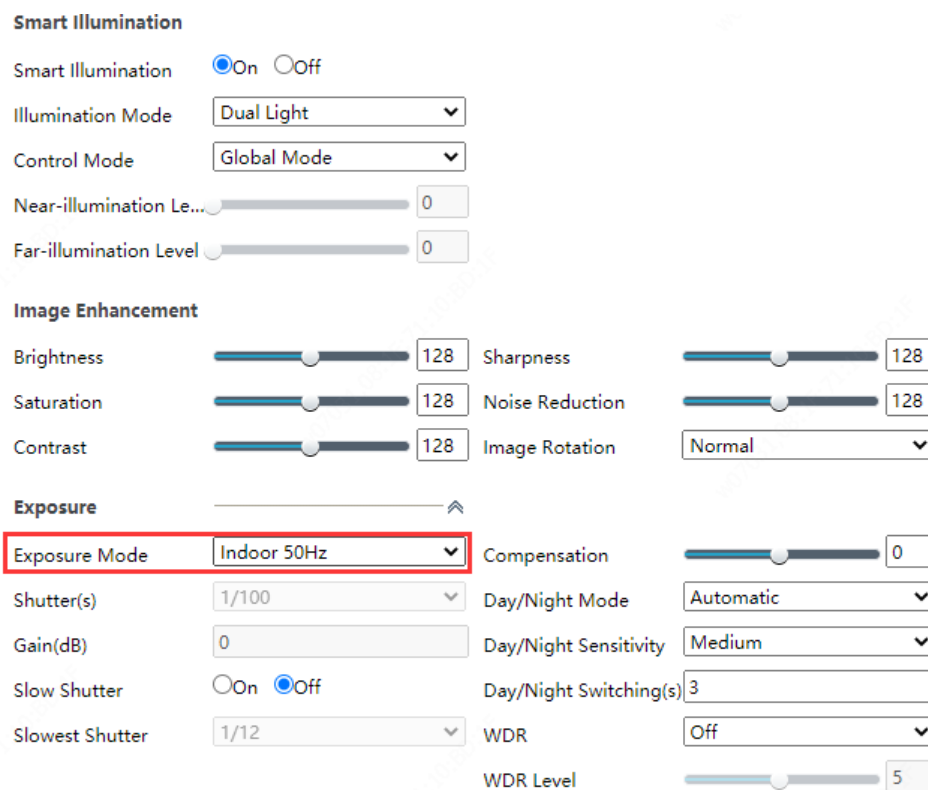 Smart Illumination
Smart Illumination On Off
Illumination Mode Dual Light
Control Mode Global Mode
Near-illumination Le... 0
Far-illumination Level 0
Image Enhancement
Brightness 128 Sharpness 128
Saturation 128 Noise Reduction 128
Contrast 128 Image Rotation Normal
Exposure
Exposure Mode Indoor 50Hz Compensation 0
Shutter(s) 1/100 Day/Night Mode Automatic
Gain(dB) 0 Day/Night Sensitivity Medium
Slow Shutter On Off Day/Night Switching(s) 3
Slowest Shutter 1/12 WDR Off
WDR Level 5